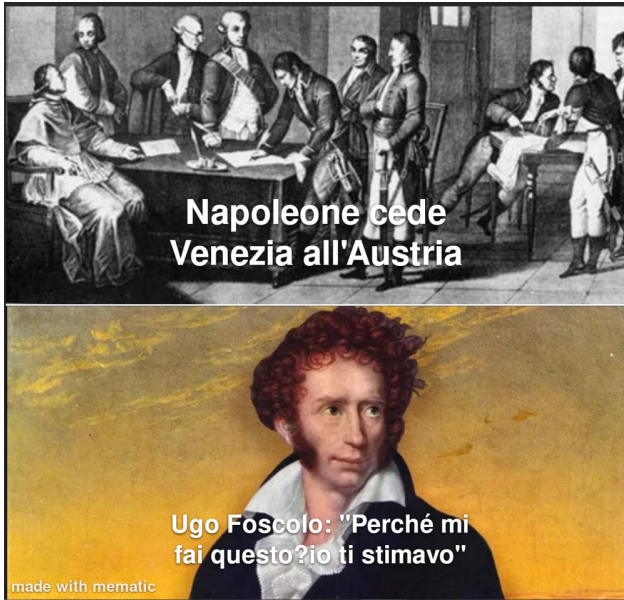 Napoleone cede
Venezia all'Austria
Ugo Foscolo: "Perché mi
fai questo?io ti stimavo"
made with mematic